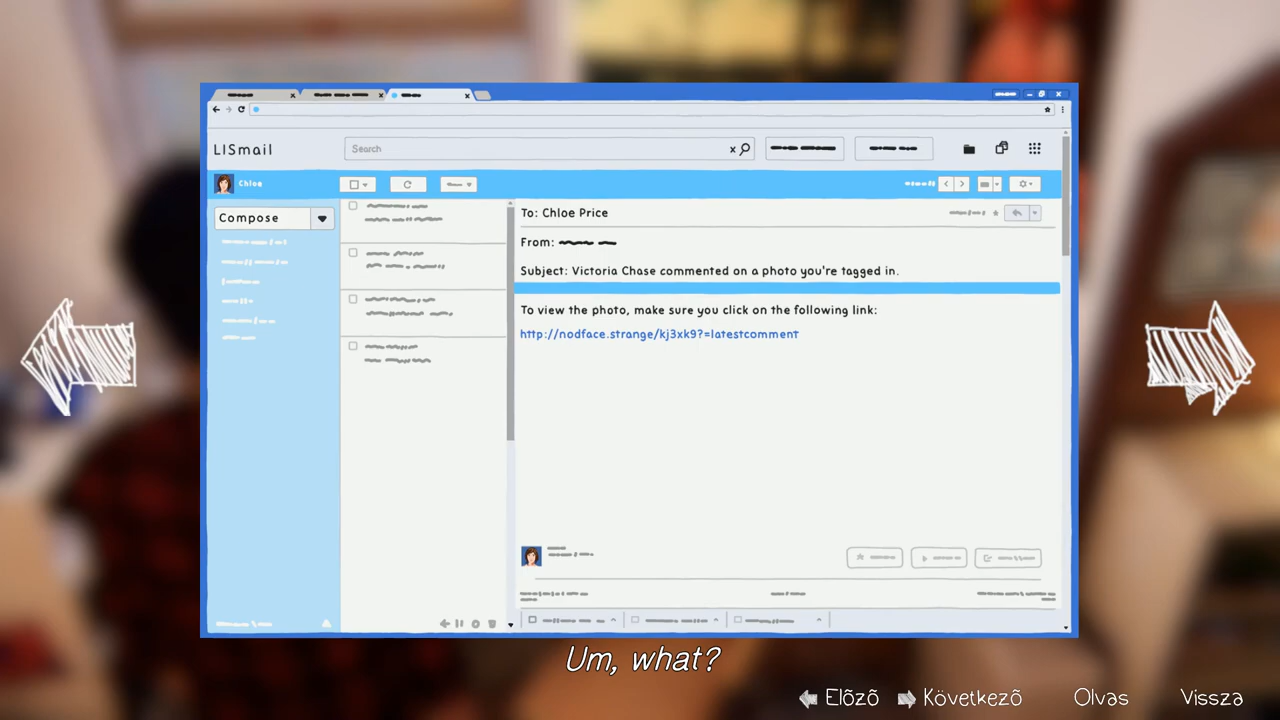 LISmail
Search
Chloe
Compose
To: Chloe Price
From:
Subject: Victoria Chase commented on a photo you're tagged in.
To view the photo, make sure you click on the following link:
http://nodface.strange/kj3xk9?=latestcomment
Um, what?
Elõzõ Következõ Olvas Vissza